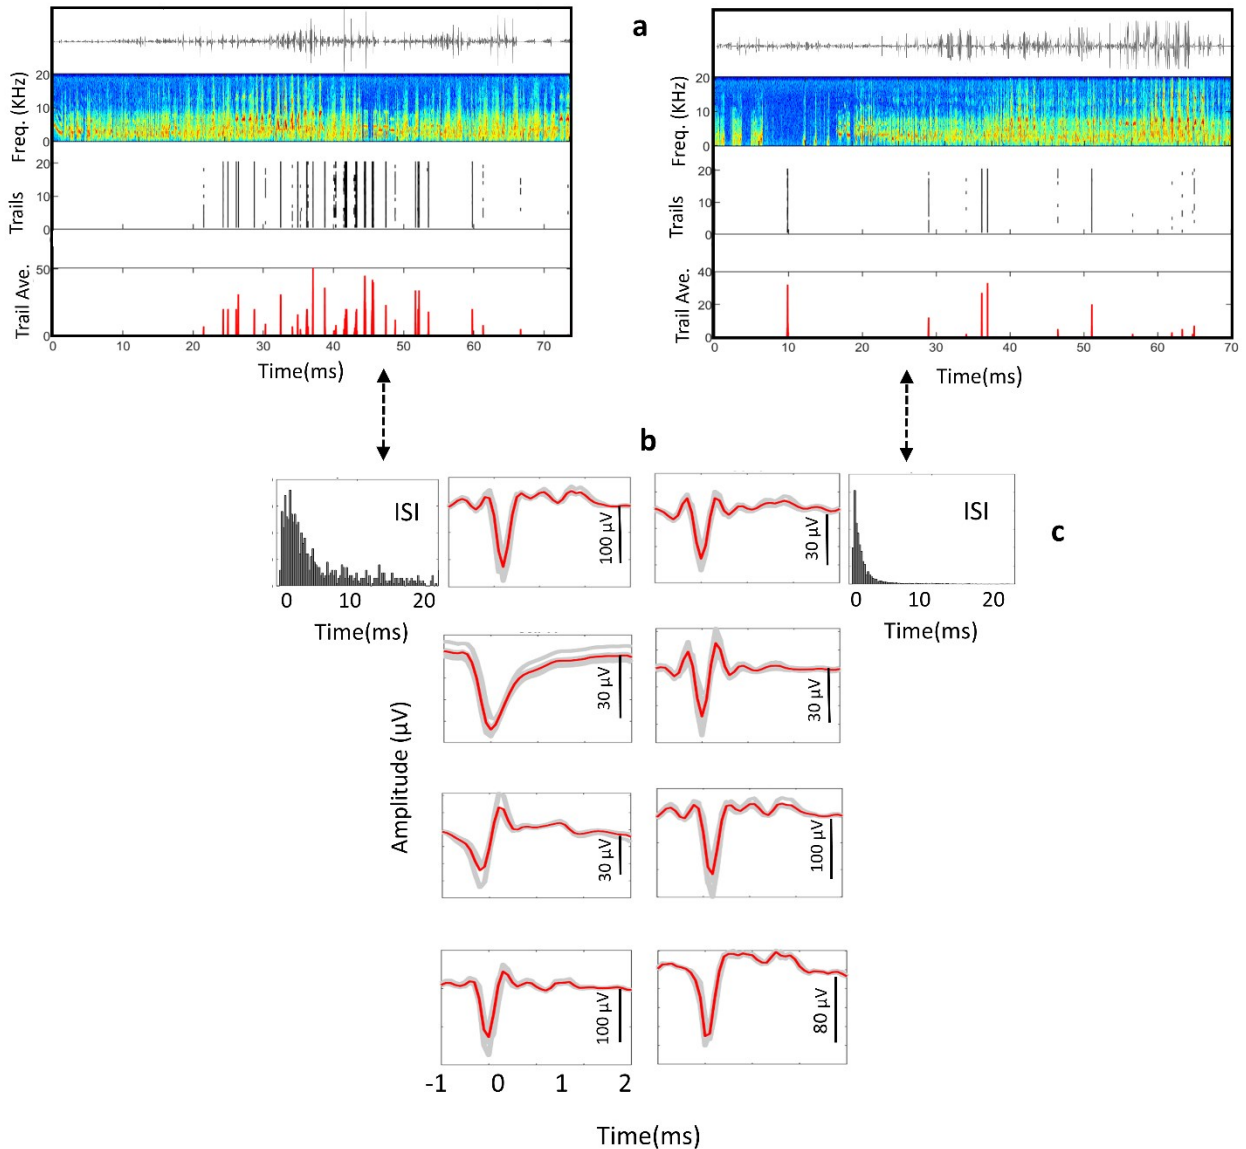 a
Freq. (KHz)
20
10
0
Trails
20
10
0
Trail Ave.
50
0
0 10 20 30 40 50 60 70
Time(ms)
Freq. (KHz)
20
10
0
Trails
20
10
0
Trail Ave.
40
20
0
0 10 20 30 40 50 60 70
Time(ms)
b
ISI
0 10 20
Time(ms)
100 µV
30 µV
ISI
0 10 20
Time(ms)
c
Amplitude (µV)
30 µV
30 µV
30 µV
100 µV
100 µV
80 µV
-1 0 1 2
Time(ms)